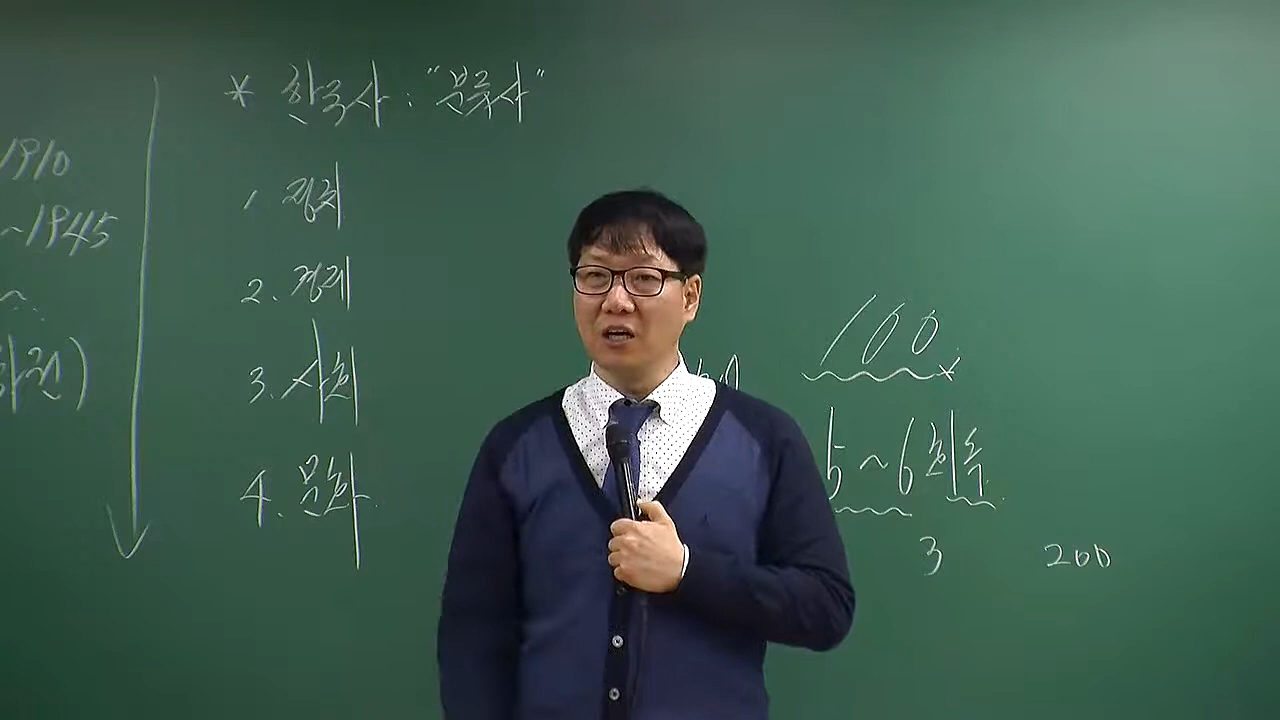 1910
~1945
* 한국사 : "분류사"
1. 정치
2. 경제
3. 사회
4. 문화
100
5~6회독
3 200